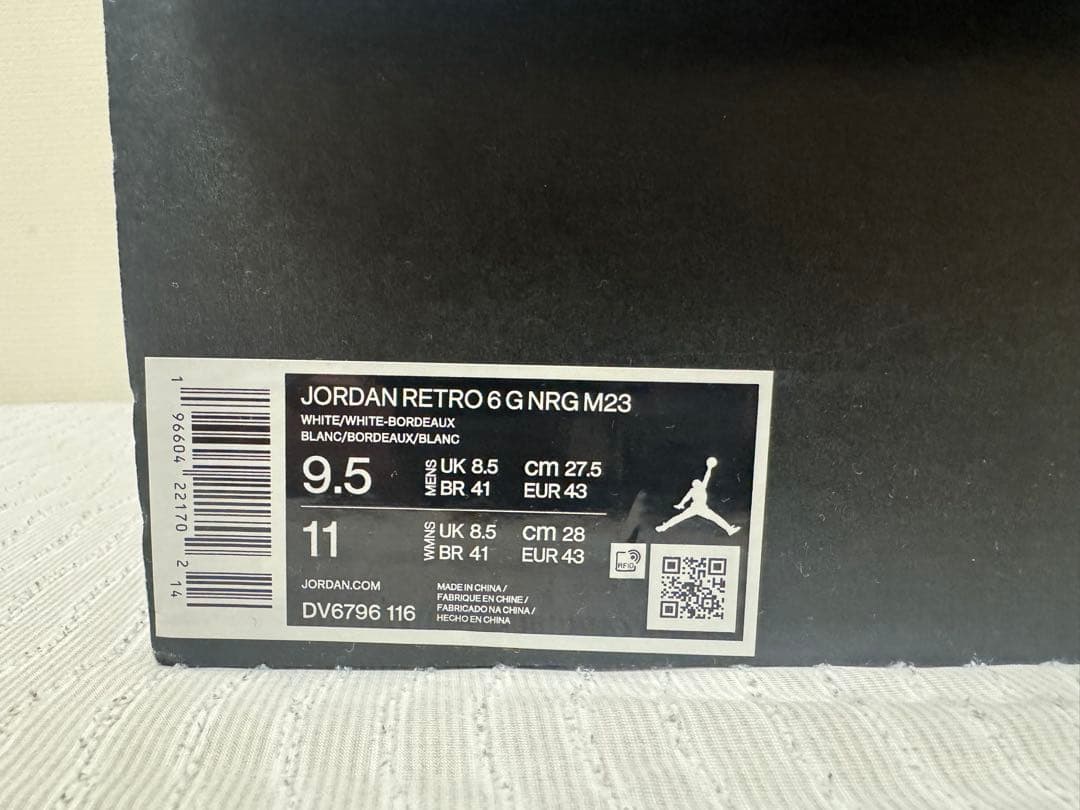 1 96604 22170 2 14
JORDAN RETRO 6 G NRG M23
WHITE/WHITE-BORDEAUX
BLANC/BORDEAUX/BLANC
9.5 MENS UK 8.5 cm 27.5
BR 41 EUR 43
11 WMNS UK 8.5 cm 28
BR 41 EUR 43
RFID
JORDAN.COM
DV6796 116
MADE IN CHINA /
FABRIQUE EN CHINE /
FABRICADO NA CHINA /
HECHO EN CHINA